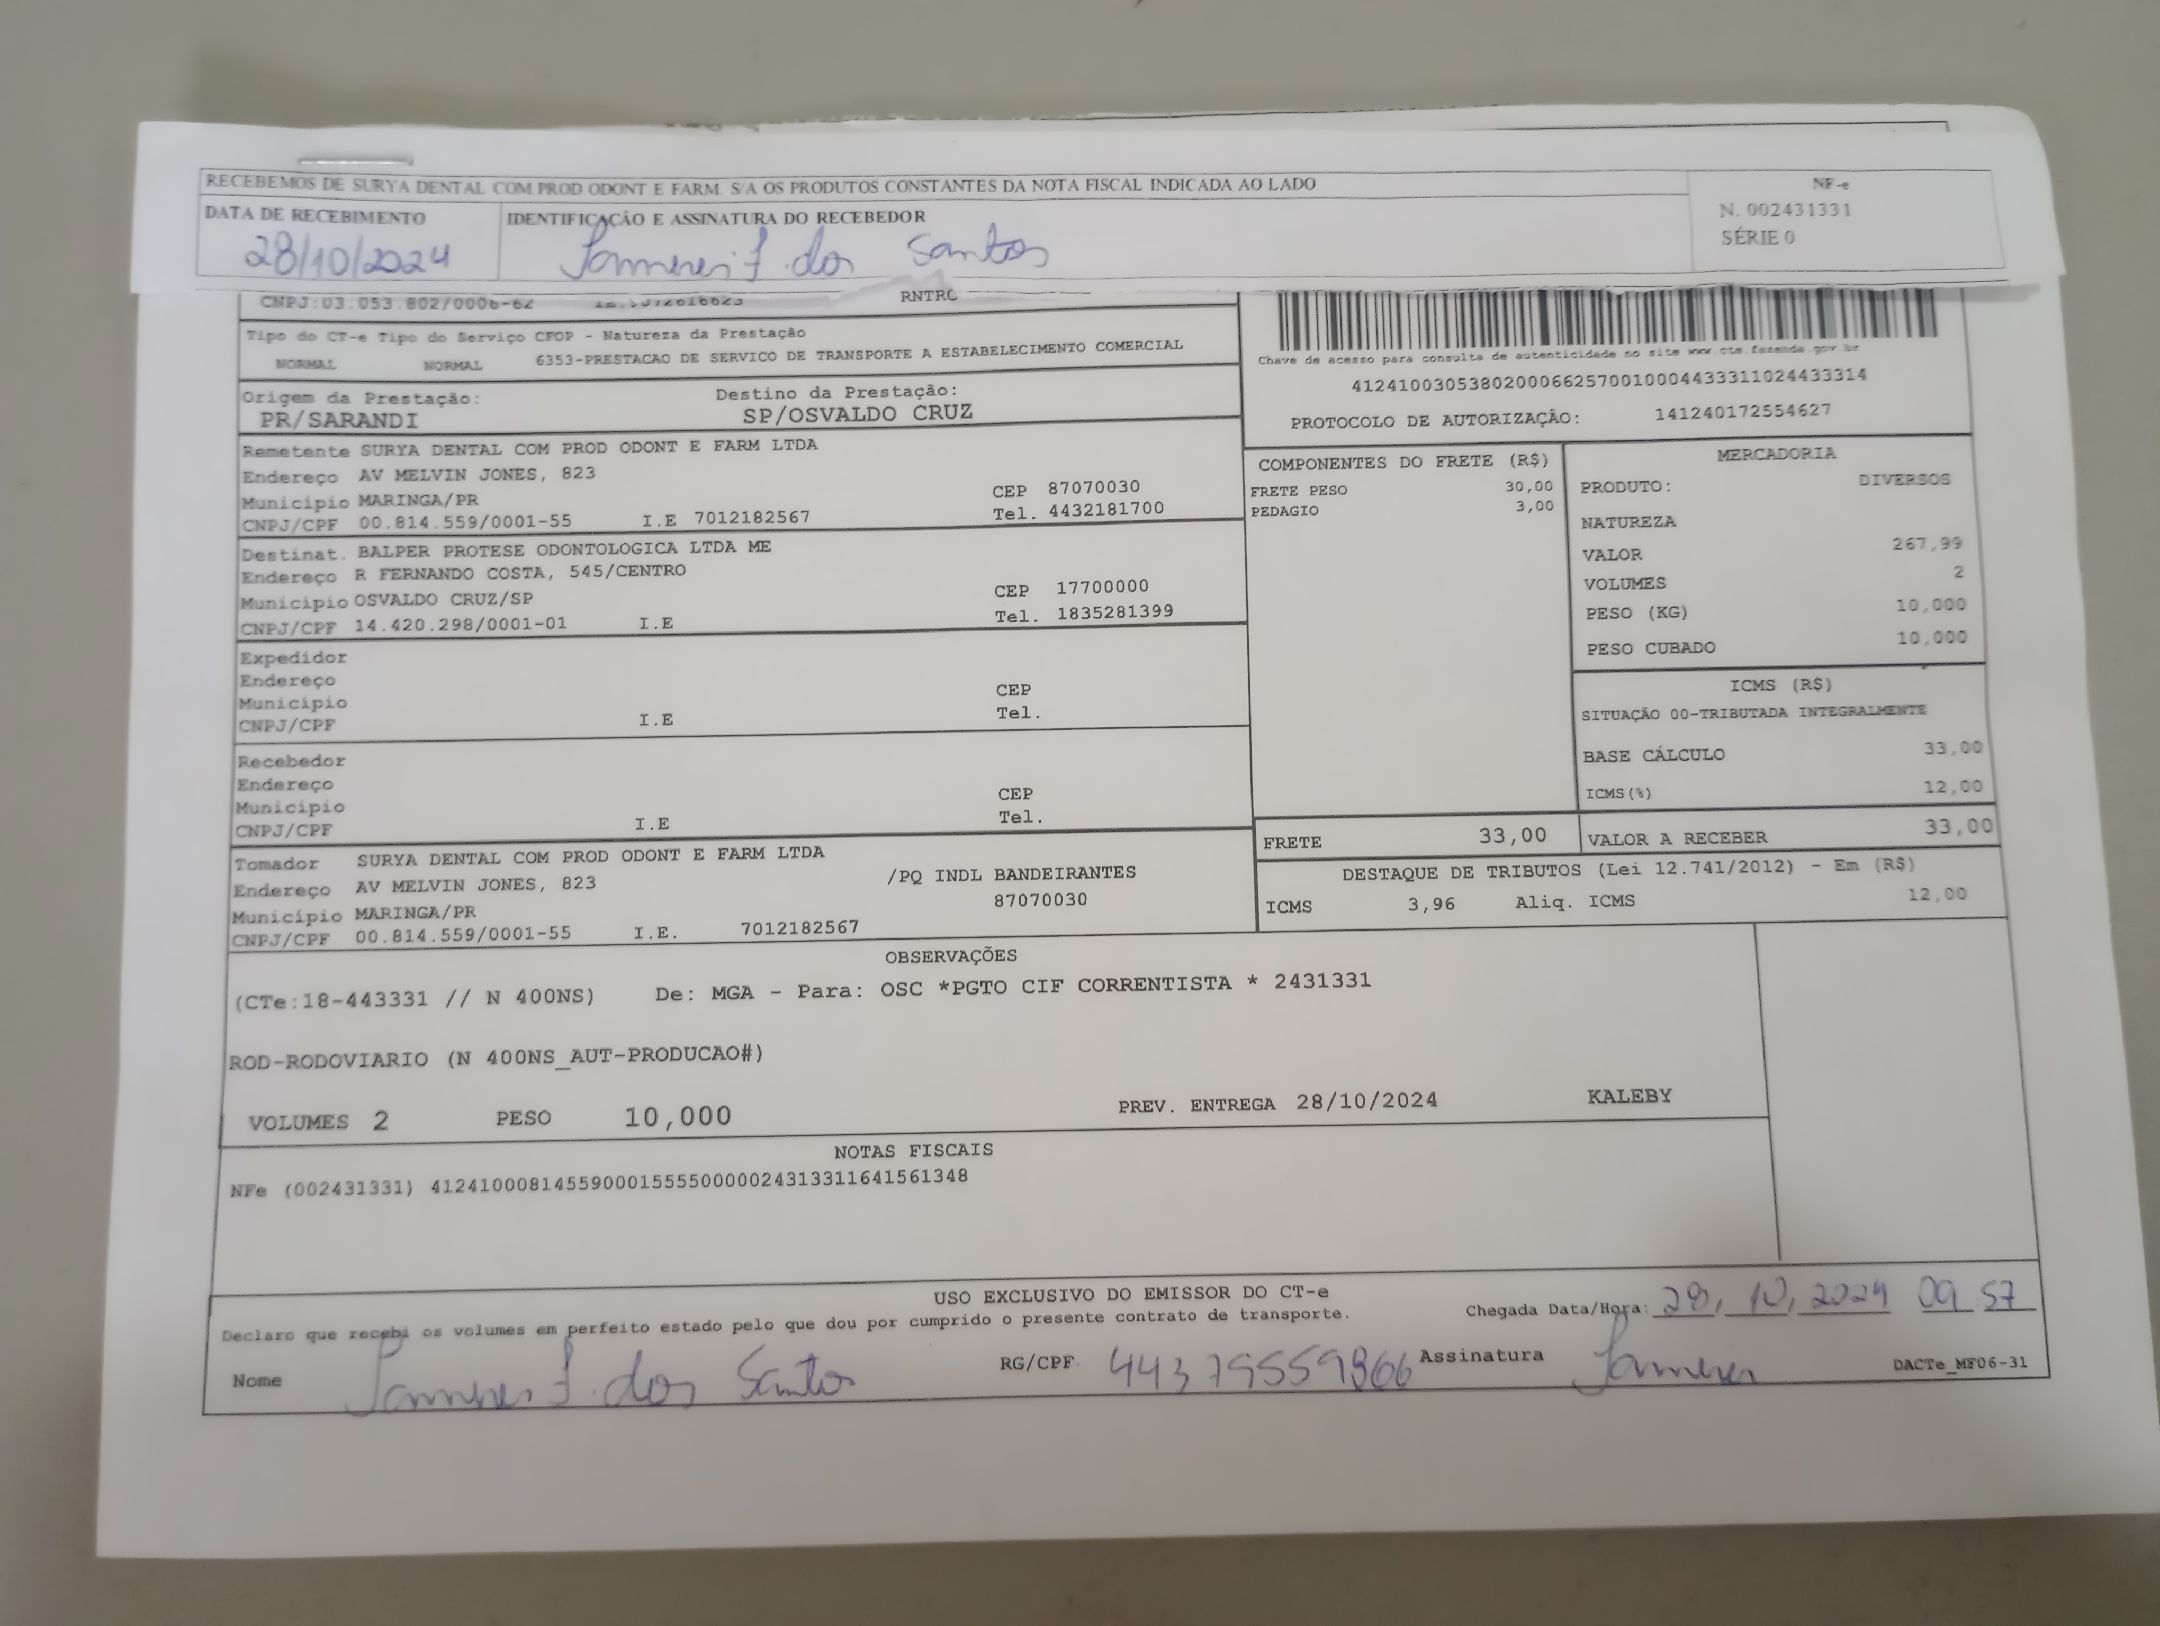 RECEBEMOS DE SURYA DENTAL COM PROD ODONT E FARM. S/A OS PRODUTOS CONSTANTES DA NOTA FISCAL INDICADA AO LADO
NF-e
N. 002431331
SÉRIE 0
DATA DE RECEBIMENTO
28/10/2024
IDENTIFICAÇÃO E ASSINATURA DO RECEBEDOR
dos Santos
CNPJ:03.053.802/0006-62 RNTRC
Tipo do CT-e Tipo do Serviço CFOP - Natureza da Prestação
NORMAL NORMAL 6353-PRESTACAO DE SERVICO DE TRANSPORTE A ESTABELECIMENTO COMERCIAL
Chave de acesso para consulta de autenticidade no site www.cte.fazenda.gov.br
41241003053802000662570010004433311024433314
PROTOCOLO DE AUTORIZAÇÃO: 141240172554627
Origem da Prestação: Destino da Prestação:
PR/SARANDI SP/OSVALDO CRUZ
Remetente SURYA DENTAL COM PROD ODONT E FARM LTDA
Endereço AV MELVIN JONES, 823
Município MARINGA/PR CEP 87070030
CNPJ/CPF 00.814.559/0001-55 I.E 7012182567 Tel. 4432181700
Destinat. BALPER PROTESE ODONTOLOGICA LTDA ME
Endereço R FERNANDO COSTA, 545/CENTRO
Município OSVALDO CRUZ/SP CEP 17700000
CNPJ/CPF 14.420.298/0001-01 I.E Tel. 1835281399
Expedidor
Endereço
Município CEP
CNPJ/CPF I.E Tel.
Recebedor
Endereço
Município CEP
CNPJ/CPF I.E Tel.
Tomador SURYA DENTAL COM PROD ODONT E FARM LTDA
Endereço AV MELVIN JONES, 823 /PQ INDL BANDEIRANTES
Município MARINGA/PR 87070030
CNPJ/CPF 00.814.559/0001-55 I.E. 7012182567
COMPONENTES DO FRETE (R$)
FRETE PESO 30,00
PEDAGIO 3,00
MERCADORIA
PRODUTO: DIVERSOS
NATUREZA
VALOR 267,99
VOLUMES 2
PESO (KG) 10,000
PESO CUBADO 10,000
ICMS (R$)
SITUAÇÃO 00-TRIBUTADA INTEGRALMENTE
BASE CÁLCULO 33,00
ICMS(%) 12,00
FRETE 33,00 VALOR A RECEBER 33,00
DESTAQUE DE TRIBUTOS (Lei 12.741/2012) - Em (R$)
ICMS 3,96 Aliq. ICMS 12,00
OBSERVAÇÕES
(CTe:18-443331 // N 400NS) De: MGA - Para: OSC *PGTO CIF CORRENTISTA * 2431331
ROD-RODOVIARIO (N 400NS_AUT-PRODUCAO#)
VOLUMES 2 PESO 10,000 PREV. ENTREGA 28/10/2024 KALEBY
NOTAS FISCAIS
NFe (002431331) 41241000814559000155550000024313311641561348
USO EXCLUSIVO DO EMISSOR DO CT-e
Declaro que recebi os volumes em perfeito estado pelo que dou por cumprido o presente contrato de transporte.
Chegada Data/Hora: 28, 10, 2024 09 57
Nome dos Santos RG/CPF. Assinatura DACTe_MF06-31